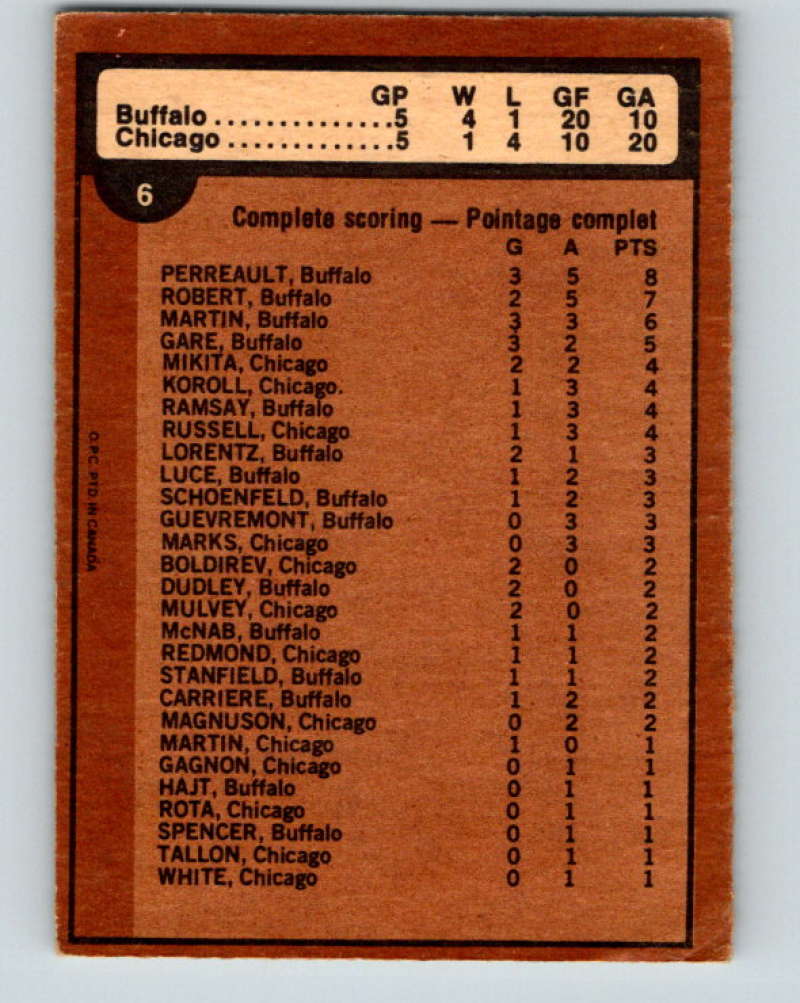 GP W L GF GA
Buffalo ..............5 4 1 20 10
Chicago .............5 1 4 10 20
6
Complete scoring — Pointage complet
G A PTS
PERREAULT, Buffalo 3 5 8
ROBERT, Buffalo 2 5 7
MARTIN, Buffalo 3 3 6
GARE, Buffalo 3 2 5
MIKITA, Chicago 2 2 4
KOROLL, Chicago. 1 3 4
RAMSAY, Buffalo 1 3 4
RUSSELL, Chicago 1 3 4
LORENTZ, Buffalo 2 1 3
LUCE, Buffalo 1 2 3
SCHOENFELD, Buffalo 1 2 3
GUEVREMONT, Buffalo 0 3 3
MARKS, Chicago 0 3 3
BOLDIREV, Chicago 2 0 2
DUDLEY, Buffalo 2 0 2
MULVEY, Chicago 2 0 2
McNAB, Buffalo 1 1 2
REDMOND, Chicago 1 1 2
STANFIELD, Buffalo 1 1 2
CARRIERE, Buffalo 1 2 2
MAGNUSON, Chicago 0 2 2
MARTIN, Chicago 1 0 1
GAGNON, Chicago 0 1 1
HAJT, Buffalo 0 1 1
ROTA, Chicago 0 1 1
SPENCER, Buffalo 0 1 1
TALLON, Chicago 0 1 1
WHITE, Chicago 0 1 1
O.P.C. PTD. IN CANADA